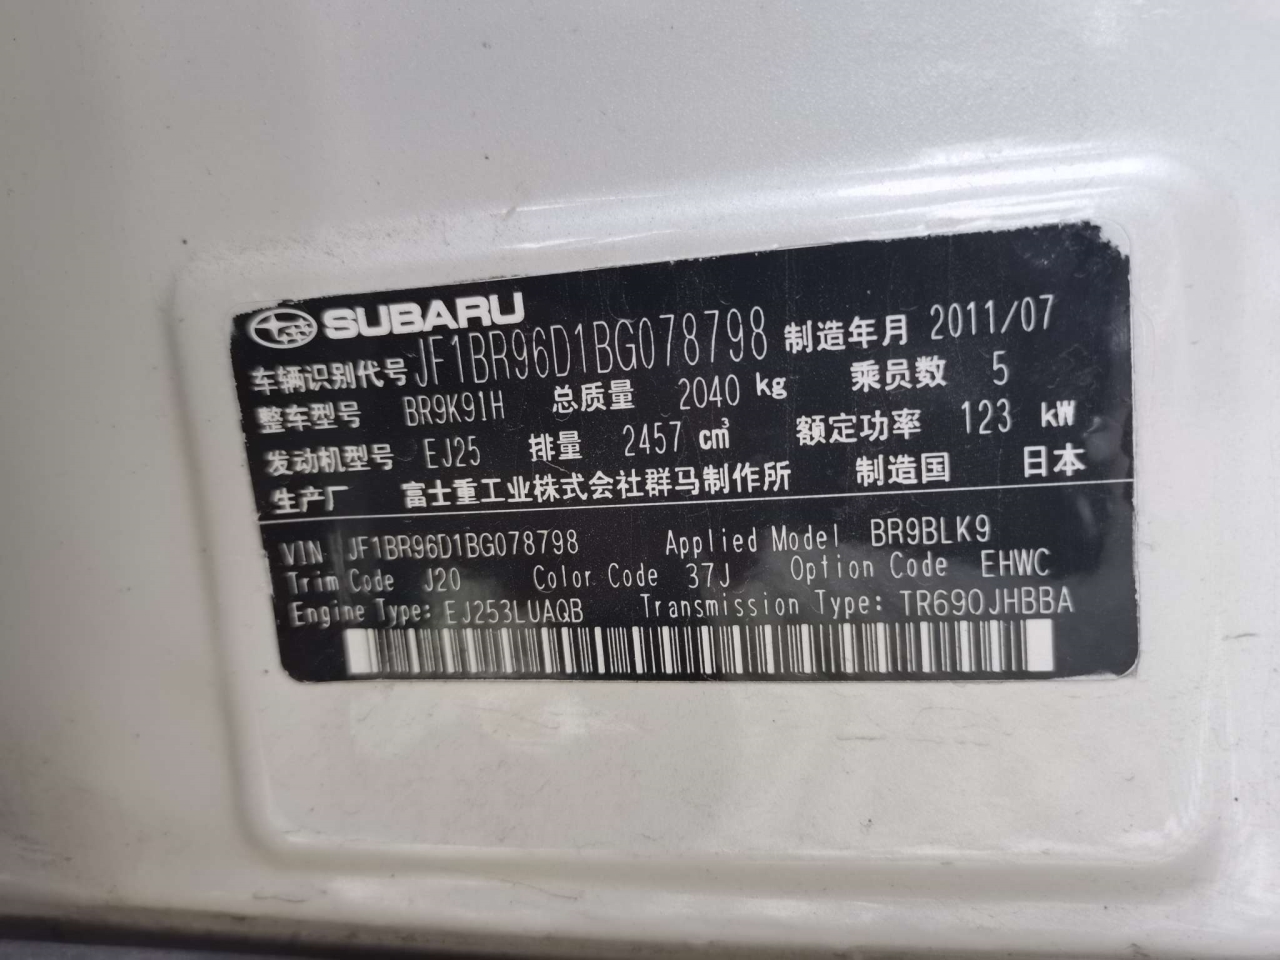 SUBARU
车辆识别代号 JF1BR96D1BG078798 制造年月 2011/07
整车型号 BR9K91H 总质量 2040 kg 乘员数 5
发动机型号 EJ25 排量 2457 cm³ 额定功率 123 kW
生产厂 富士重工业株式会社群马制作所 制造国 日本
VIN JF1BR96D1BG078798 Applied Model BR9BLK9
Trim Code J20 Color Code 37J Option Code EHWC
Engine Type: EJ253LUAQB Transmission Type: TR690JHBBA